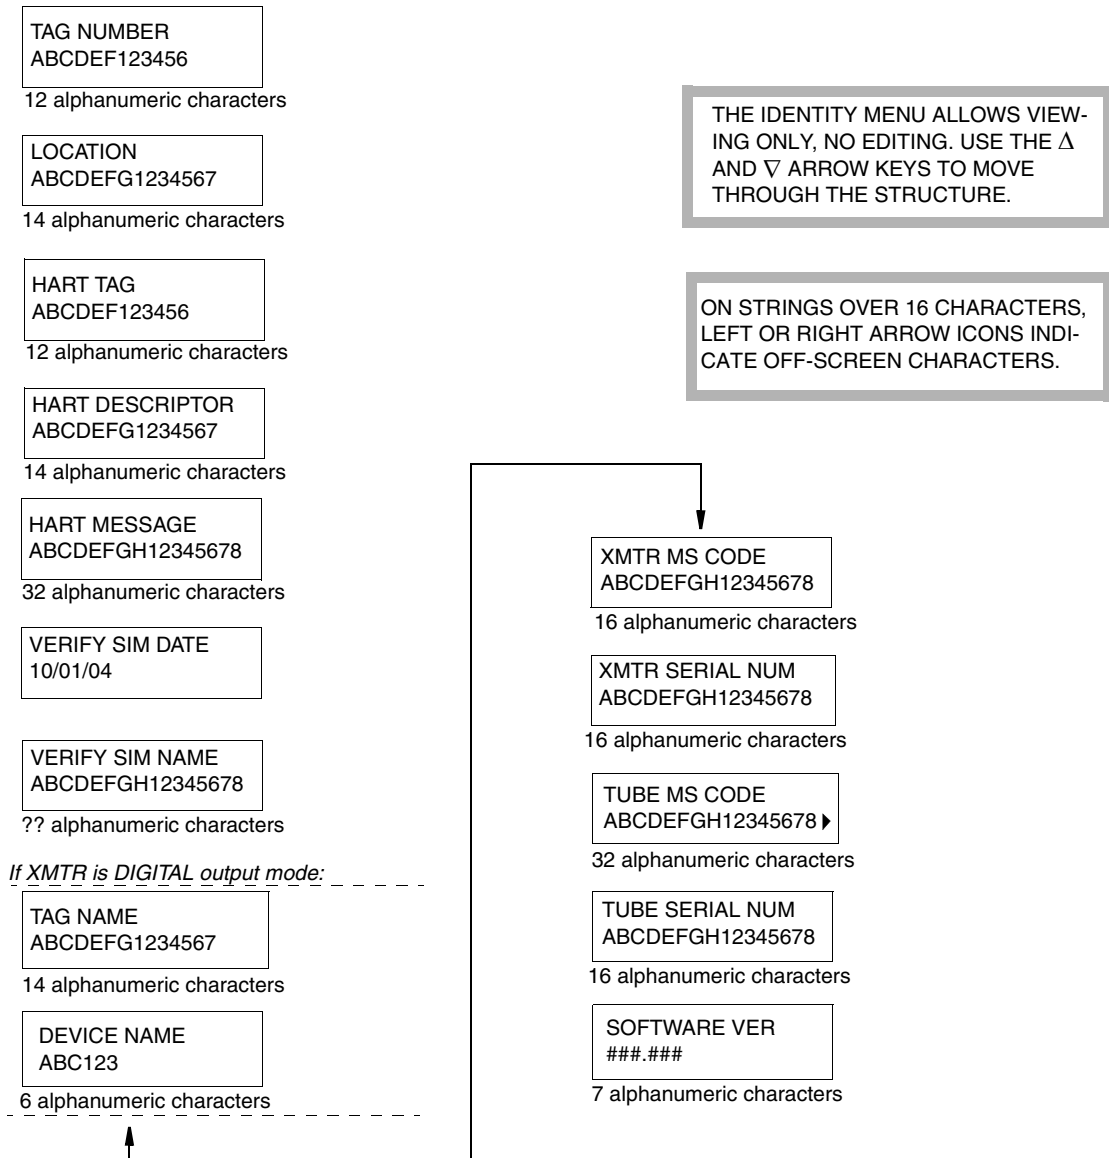 TAG NUMBER
ABCDEF123456
12 alphanumeric characters
LOCATION
ABCDEFG1234567
14 alphanumeric characters
HART TAG
ABCDEF123456
12 alphanumeric characters
HART DESCRIPTOR
ABCDEFG1234567
14 alphanumeric characters
HART MESSAGE
ABCDEFGH12345678
32 alphanumeric characters
VERIFY SIM DATE
10/01/04
VERIFY SIM NAME
ABCDEFGH12345678
?? alphanumeric characters
If XMTR is DIGITAL output mode:
TAG NAME
ABCDEFG1234567
14 alphanumeric characters
DEVICE NAME
ABC123
6 alphanumeric characters
THE IDENTITY MENU ALLOWS VIEW-
ING ONLY, NO EDITING. USE THE Δ
AND ∇ ARROW KEYS TO MOVE
THROUGH THE STRUCTURE.
ON STRINGS OVER 16 CHARACTERS,
LEFT OR RIGHT ARROW ICONS INDI-
CATE OFF-SCREEN CHARACTERS.
XMTR MS CODE
ABCDEFGH12345678
16 alphanumeric characters
XMTR SERIAL NUM
ABCDEFGH12345678
16 alphanumeric characters
TUBE MS CODE
ABCDEFGH12345678
32 alphanumeric characters
TUBE SERIAL NUM
ABCDEFGH12345678
16 alphanumeric characters
SOFTWARE VER
###.###
7 alphanumeric characters